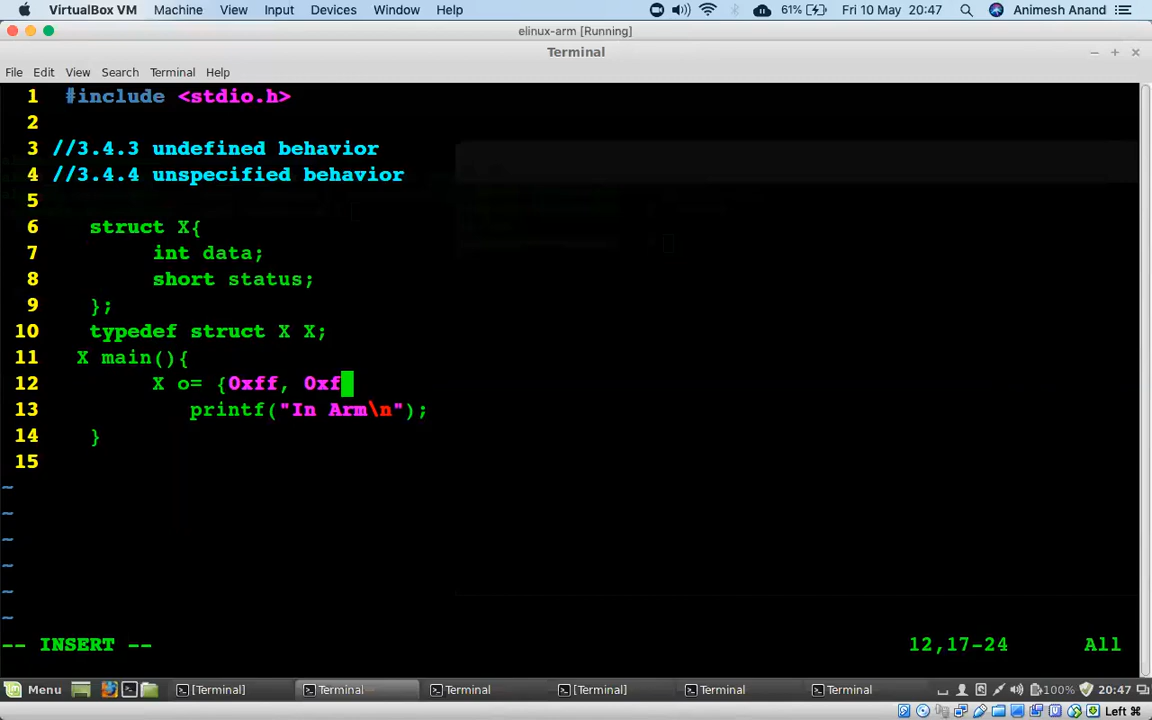 VirtualBox VM Machine View Input Devices Window Help 61% Fri 10 May 20:47 Animesh Anand
elinux-arm [Running]
Terminal
File Edit View Search Terminal Help
1 #include <stdio.h>
2
3 //3.4.3 undefined behavior
4 //3.4.4 unspecified behavior
5
6 struct X{
7 int data;
8 short status;
9 };
10 typedef struct X X;
11 X main(){
12 X o= {0xff, 0xf
13 printf("In Arm\n");
14 }
15
~
~
~
~
~
~
-- INSERT -- 12,17-24 All
Menu [Terminal] Terminal Terminal [Terminal] Terminal Terminal 100% 20:47
Left ⌘